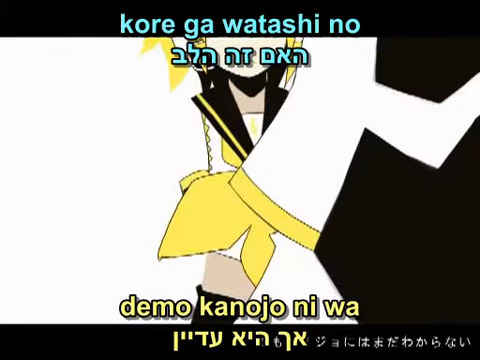 kore ga watashi no
האם זה הלב
demo kanojo ni wa
אך היא עדיין
も ジョにはまだわからない